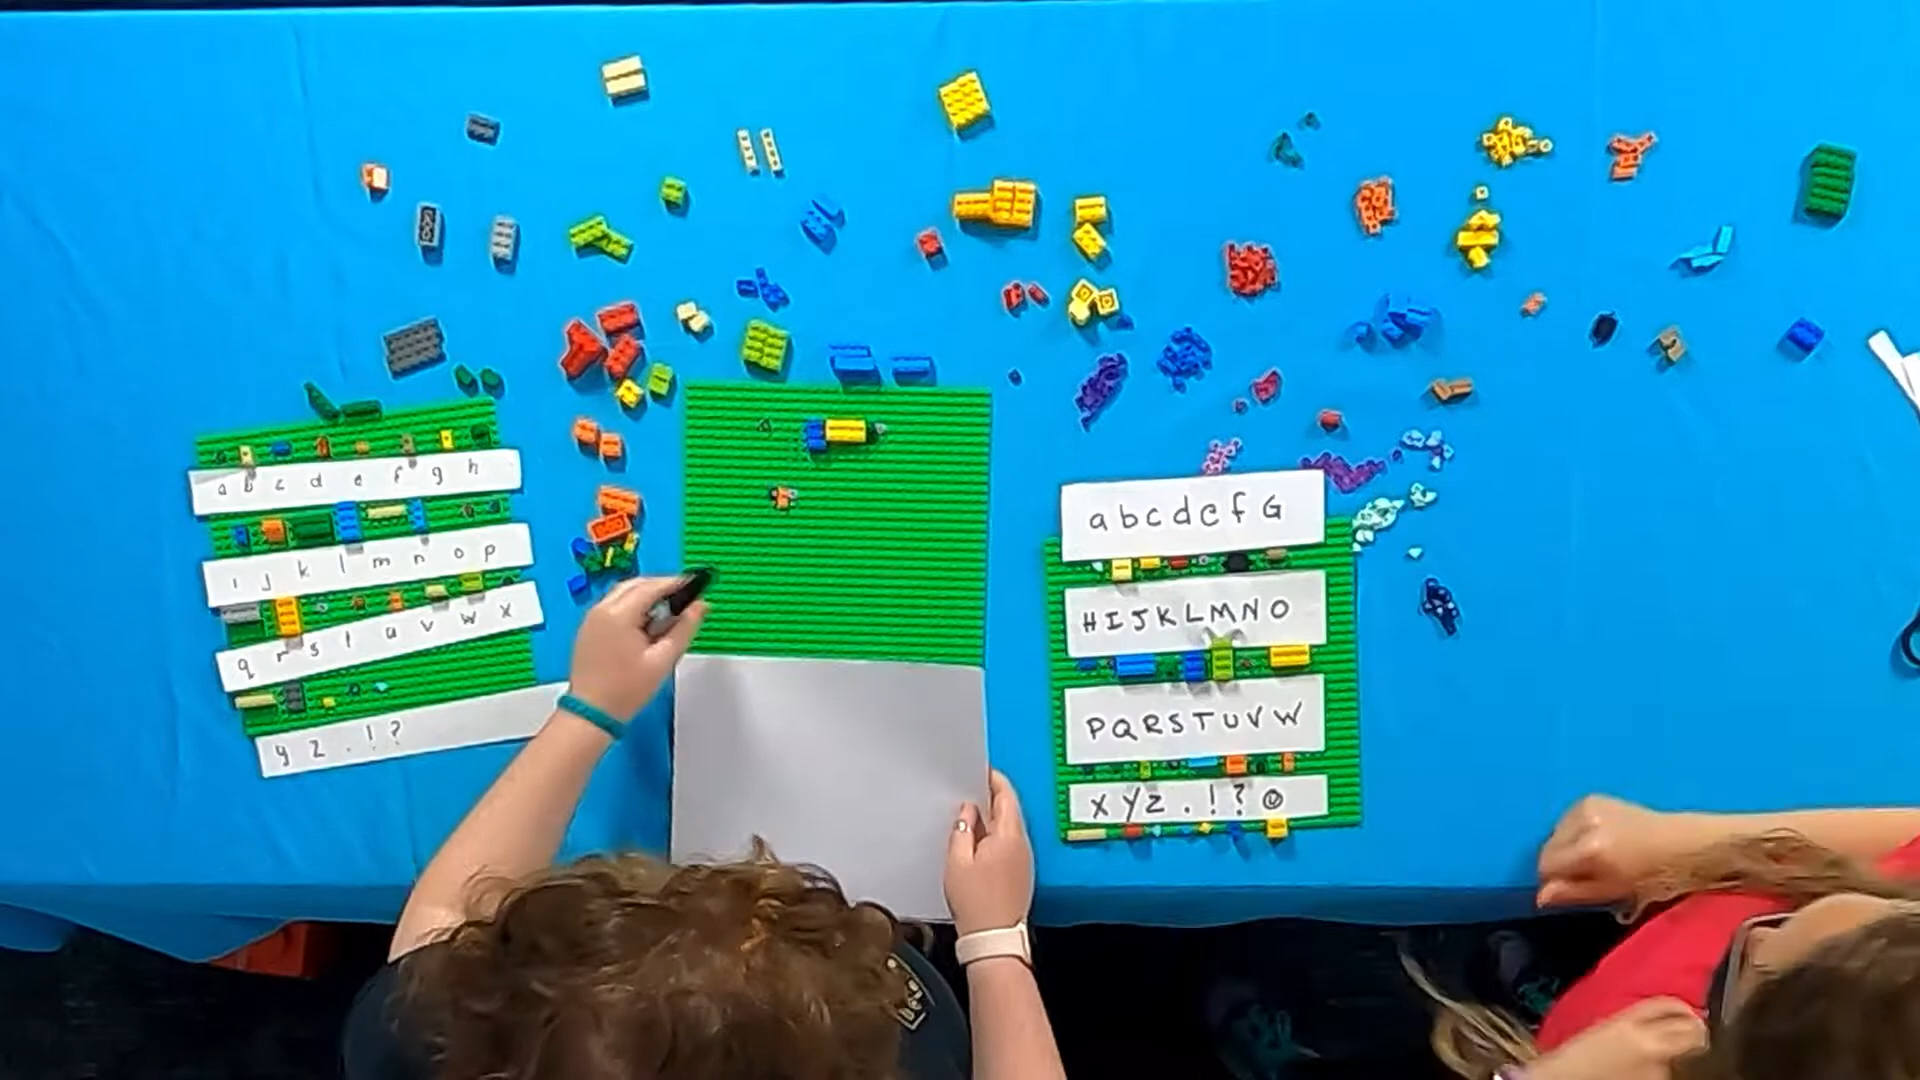 a b c d e f g h
i j k l m n o p
q r s t u v w x
y z . ! ?
a b c d e f G
H I J K L M N O
P Q R S T U V W
X Y Z . ! ? ☺